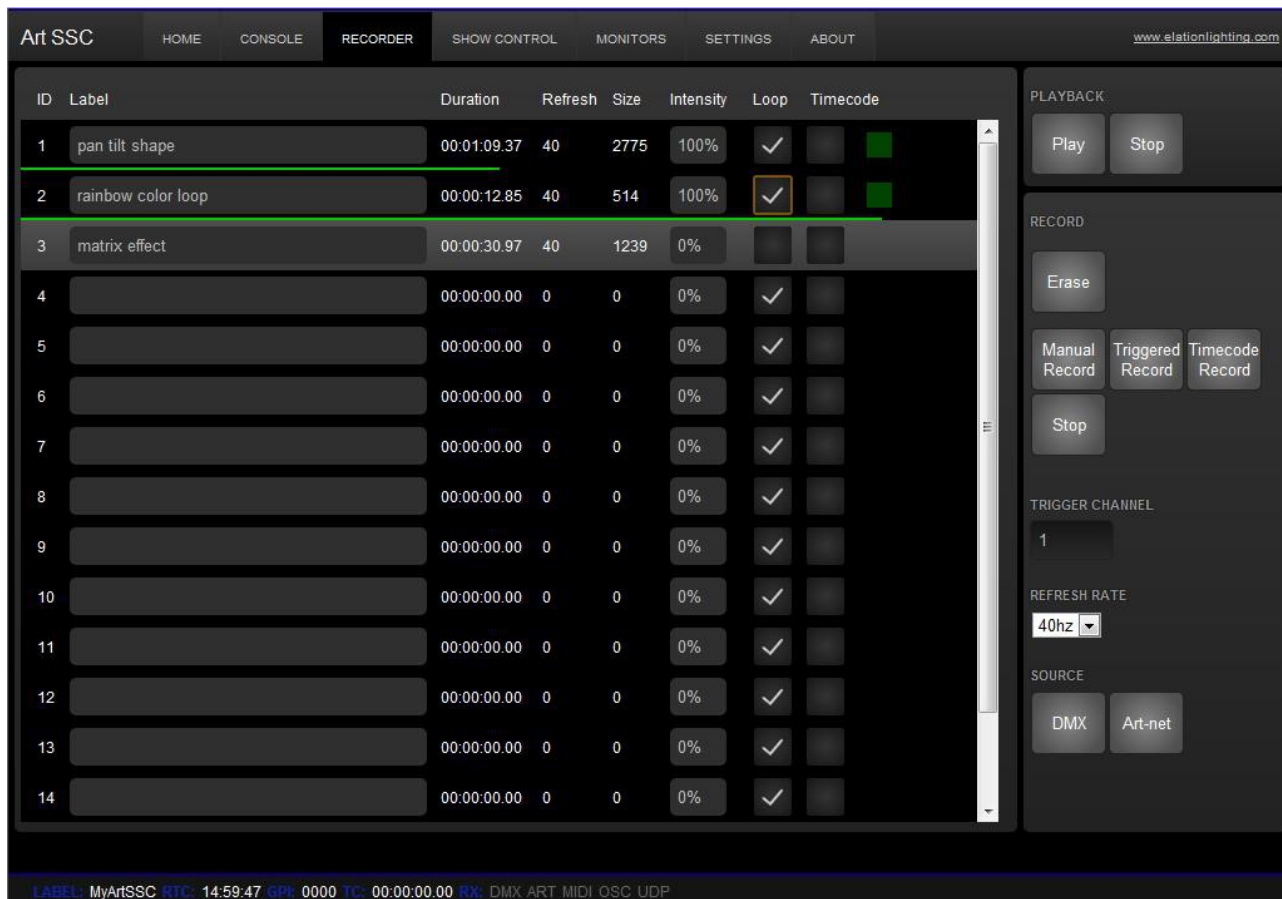 Art SSC HOME CONSOLE RECORDER SHOW CONTROL MONITORS SETTINGS ABOUT www.elationlighting.com
ID Label Duration Refresh Size Intensity Loop Timecode
1 pan tilt shape 00:01:09.37 40 2775 100%
2 rainbow color loop 00:00:12.85 40 514 100%
3 matrix effect 00:00:30.97 40 1239 0%
4 00:00:00.00 0 0 0%
5 00:00:00.00 0 0 0%
6 00:00:00.00 0 0 0%
7 00:00:00.00 0 0 0%
8 00:00:00.00 0 0 0%
9 00:00:00.00 0 0 0%
10 00:00:00.00 0 0 0%
11 00:00:00.00 0 0 0%
12 00:00:00.00 0 0 0%
13 00:00:00.00 0 0 0%
14 00:00:00.00 0 0 0%
PLAYBACK
Play Stop
RECORD
Erase
Manual Record Triggered Record Timecode Record
Stop
TRIGGER CHANNEL
1
REFRESH RATE
40hz
SOURCE
DMX Art-net
LABEL: MyArtSSC RTC: 14:59:47 GPI: 0000 TC: 00:00:00.00 RX: DMX ART MIDI OSC UDP